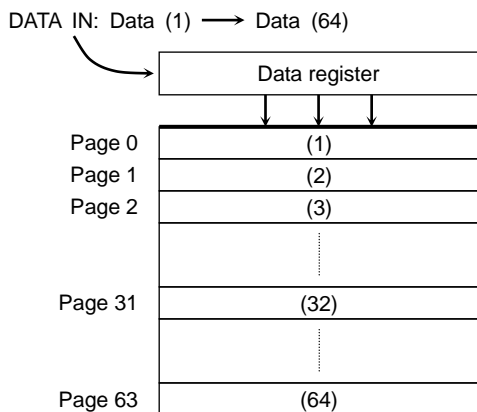 DATA IN: Data (1) Data (64)
Data register
Page 0 (1)
Page 1 (2)
Page 2 (3)
Page 31 (32)
Page 63 (64)